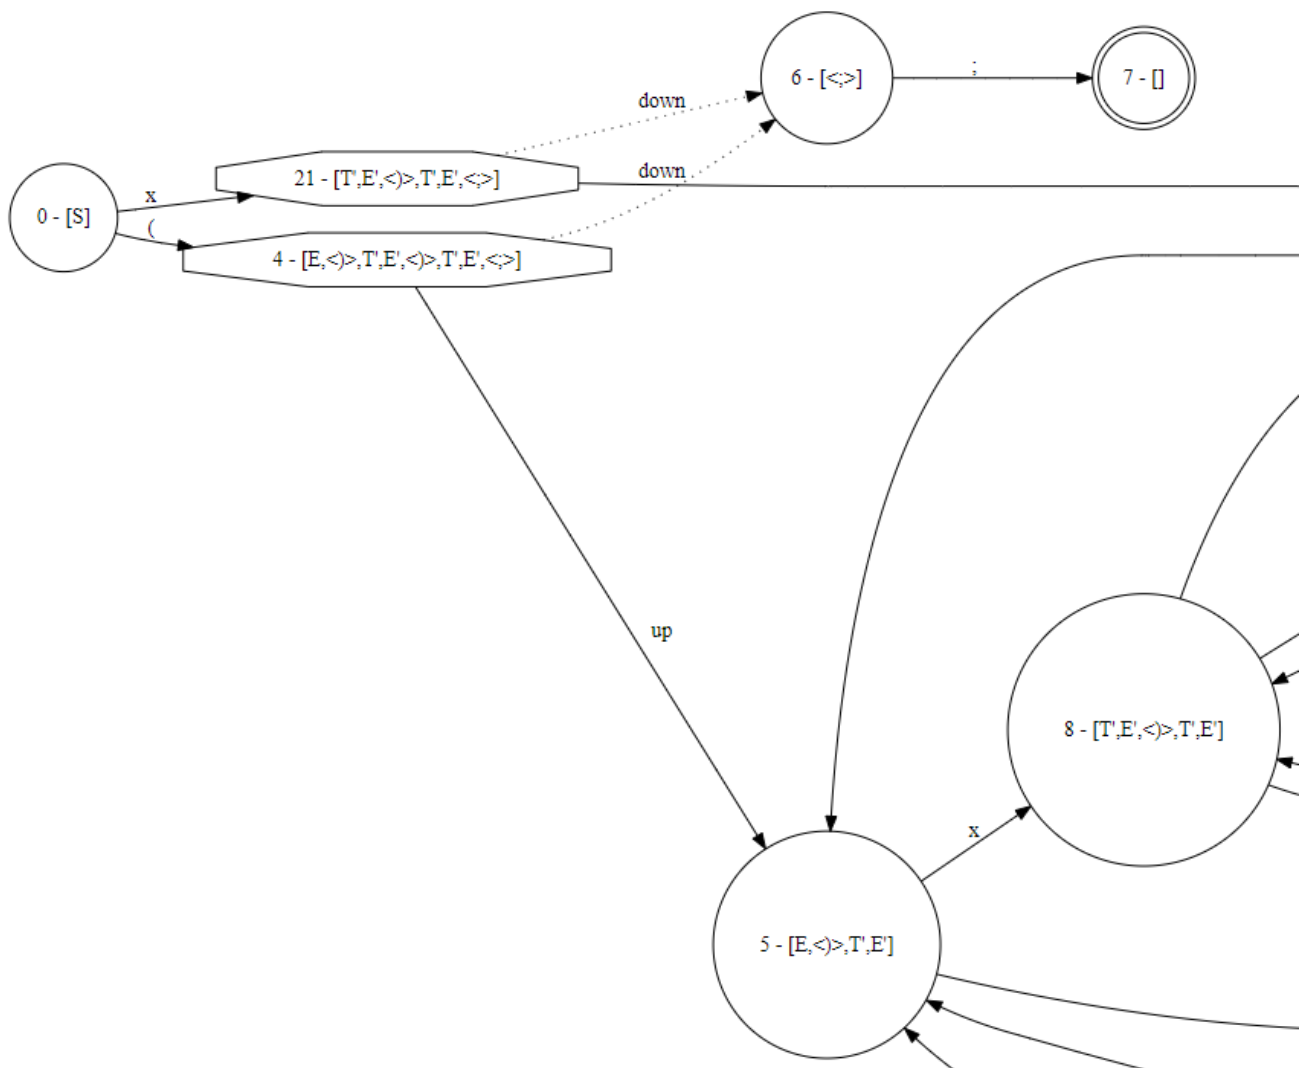 6 - [<;>]
;
7 - []
down
down
21 - [T',E',<)>,T',E',<;>]
x
0 - [S]
(
4 - [E,<)>,T',E',<)>,T',E',<;>]
up
8 - [T',E',<)>,T',E']
x
5 - [E,<)>,T',E']